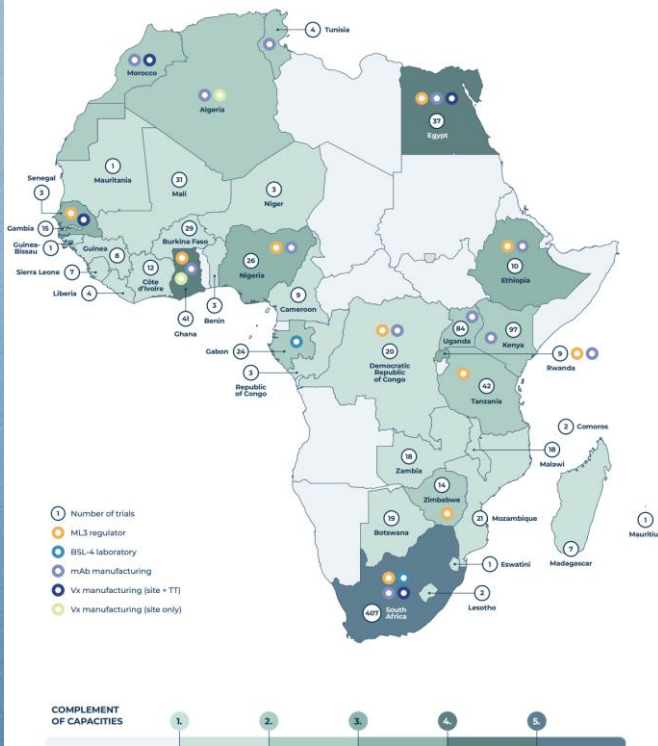 4 Tunisia
Morocco
Algeria
37
Egypt
1
Mauritania
31
Mali
3
Niger
Senegal
3
Gambia 15
Guinea-
Bissau
1
Guinea
8
Sierra Leone 7
Liberia 4
29
Burkina Faso
12
Côte
d'Ivoire
41
Ghana
3
Benin
26
Nigeria
9
Cameroon
10
Ethiopia
Gabon 24
3
Republic
of Congo
20
Democratic
Republic
of Congo
84
Uganda
97
Kenya
9
Rwanda
42
Tanzania
2 Comoros
18
Malawi
18
Zambia
14
Zimbabwe
21 Mozambique
19
Botswana
1 Eswatini
2
Lesotho
407 South
Africa
7
Madagascar
1
Mauritiu
1 Number of trials
ML3 regulator
BSL-4 laboratory
mAb manufacturing
Vx manufacturing (site + TT)
Vx manufacturing (site only)
COMPLEMENT
OF CAPACITIES
1. 2. 3. 4. 5.